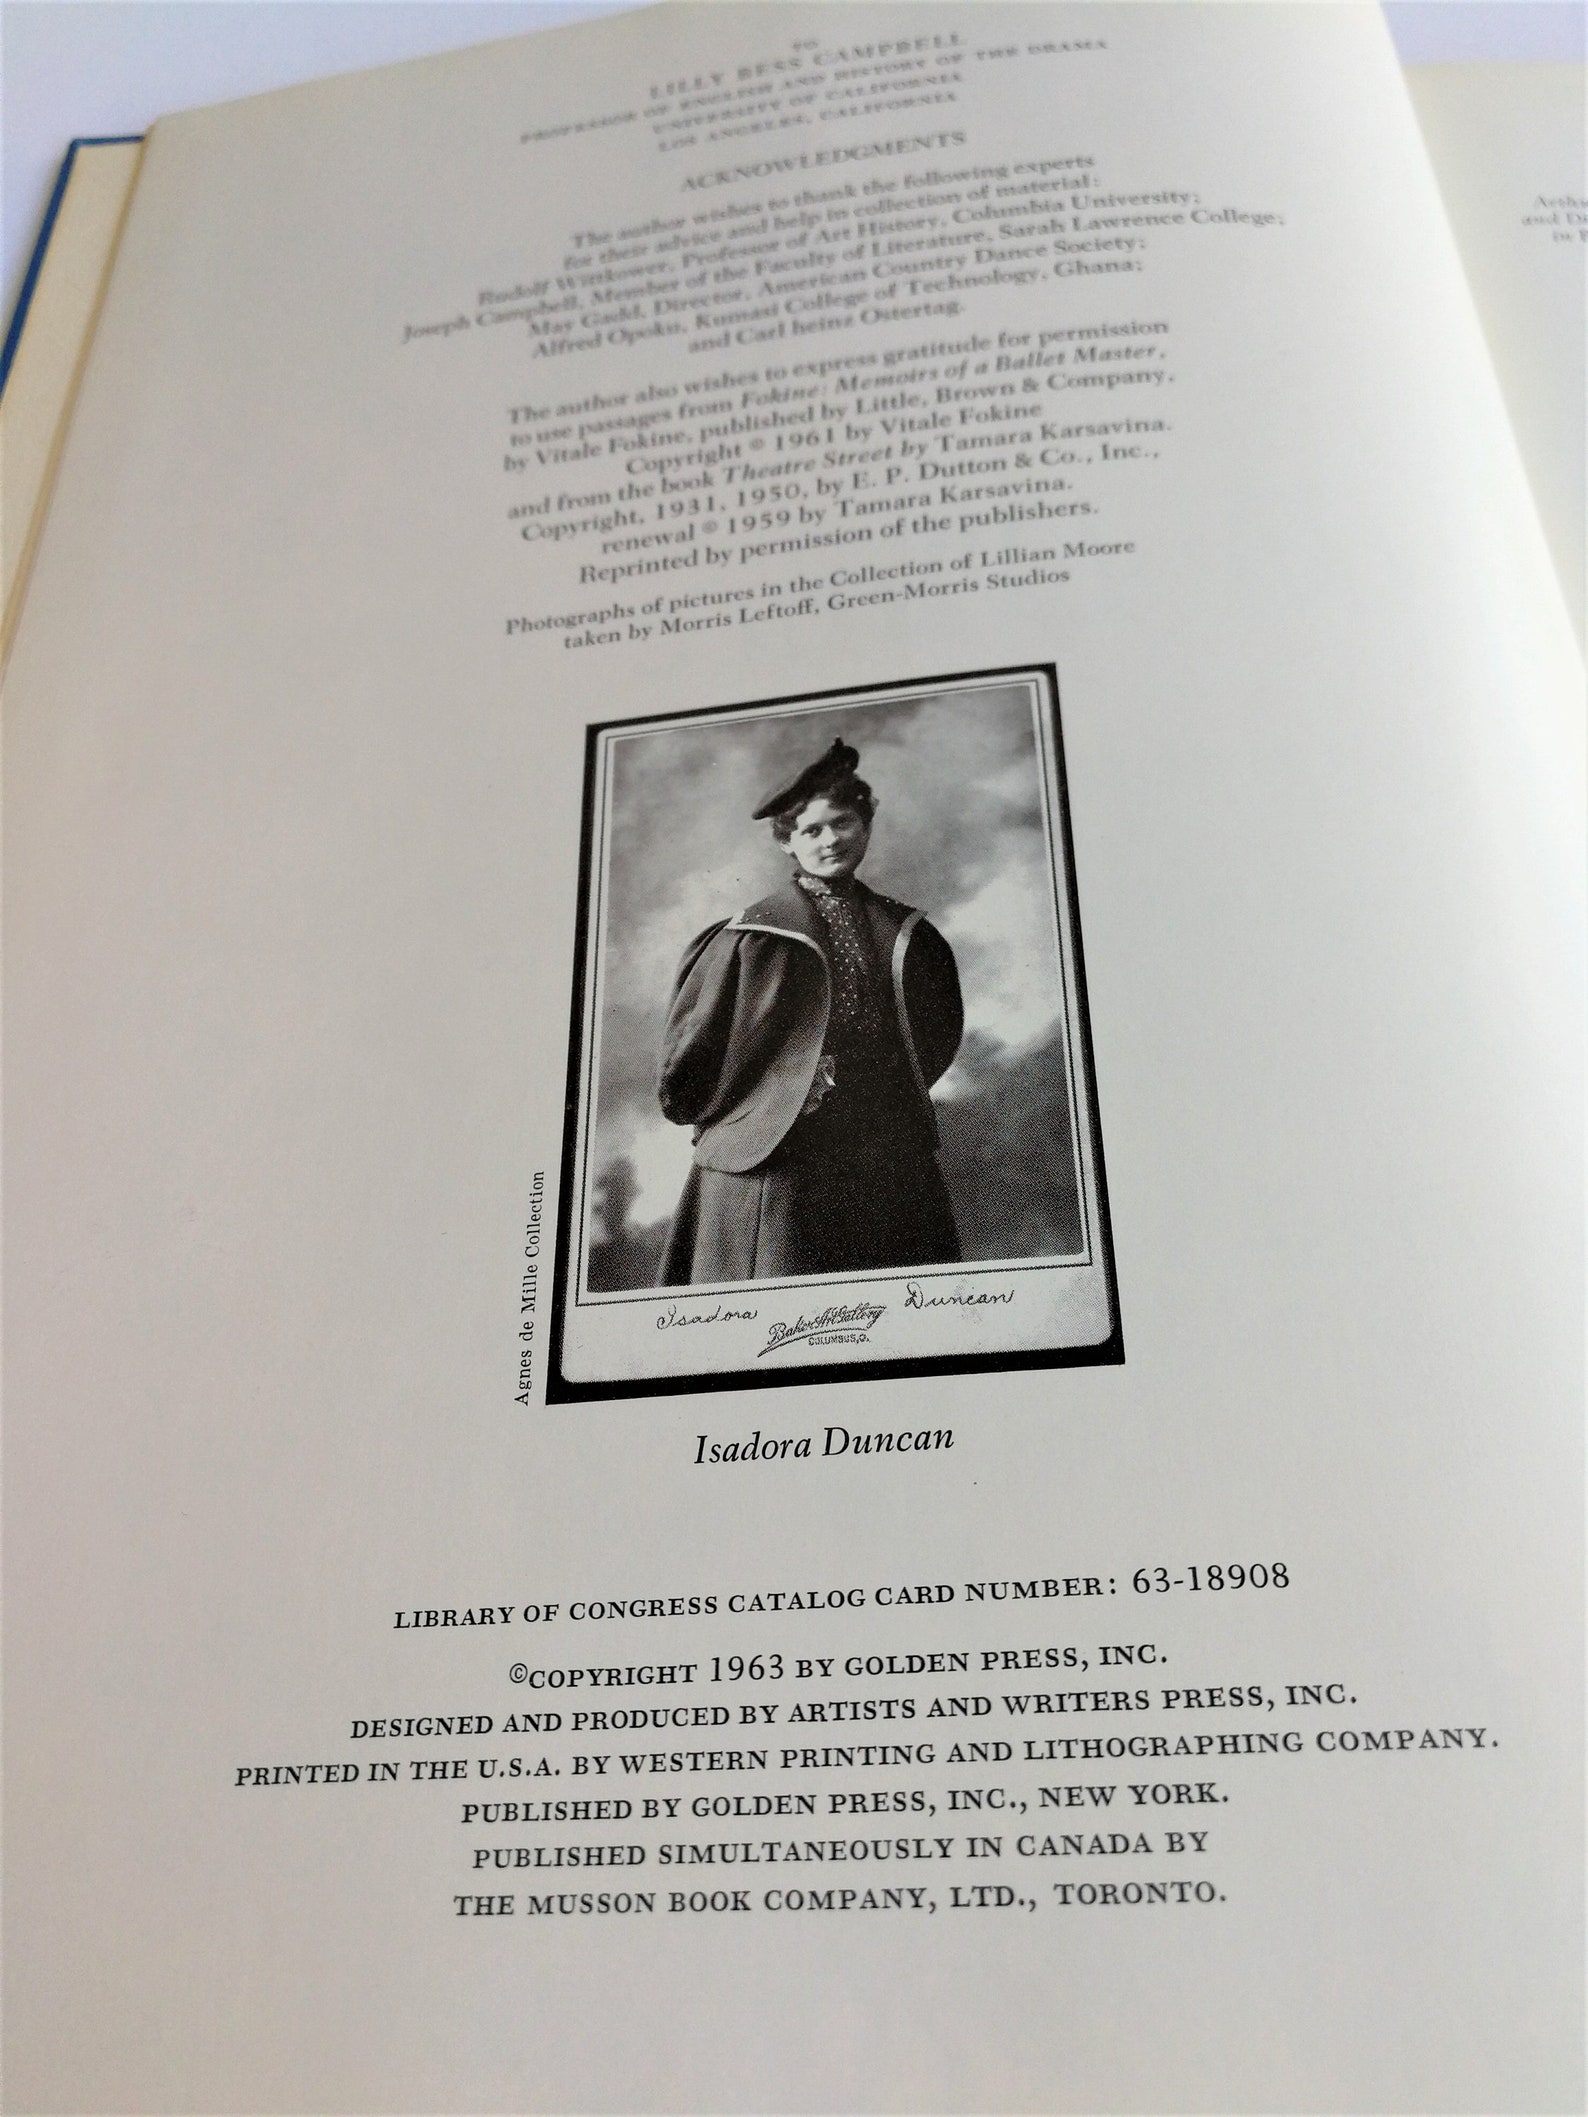 TO
LILLY BESS CAMPBELL
PROFESSOR OF ENGLISH AND HISTORY OF THE DRAMA
UNIVERSITY OF CALIFORNIA
LOS ANGELES, CALIFORNIA
ACKNOWLEDGMENTS
The author wishes to thank the following experts
for their advice and help in collection of material:
Rudolf Wittkower, Professor of Art History, Columbia University;
Joseph Campbell, Member of the Faculty of Literature, Sarah Lawrence College;
May Gadd, Director, American Country Dance Society;
Alfred Opoku, Kumasi College of Technology, Ghana;
and Carl heinz Ostertag.
The author also wishes to express gratitude for permission
to use passages from Fokine: Memoirs of a Ballet Master,
by Vitale Fokine, published by Little, Brown & Company,
Copyright © 1961 by Vitale Fokine
and from the book Theatre Street by Tamara Karsavina.
Copyright, 1931, 1950, by E. P. Dutton & Co., Inc.,
renewal © 1959 by Tamara Karsavina.
Reprinted by permission of the publishers.
Photographs of pictures in the Collection of Lillian Moore
taken by Morris Leftoff, Green-Morris Studios
Agnes de Mille Collection
Isadora Duncan
Baker Art Gallery
COLUMBUS, O.
Isadora Duncan
LIBRARY OF CONGRESS CATALOG CARD NUMBER: 63-18908
©COPYRIGHT 1963 BY GOLDEN PRESS, INC.
DESIGNED AND PRODUCED BY ARTISTS AND WRITERS PRESS, INC.
PRINTED IN THE U.S.A. BY WESTERN PRINTING AND LITHOGRAPHING COMPANY.
PUBLISHED BY GOLDEN PRESS, INC., NEW YORK.
PUBLISHED SIMULTANEOUSLY IN CANADA BY
THE MUSSON BOOK COMPANY, LTD., TORONTO.